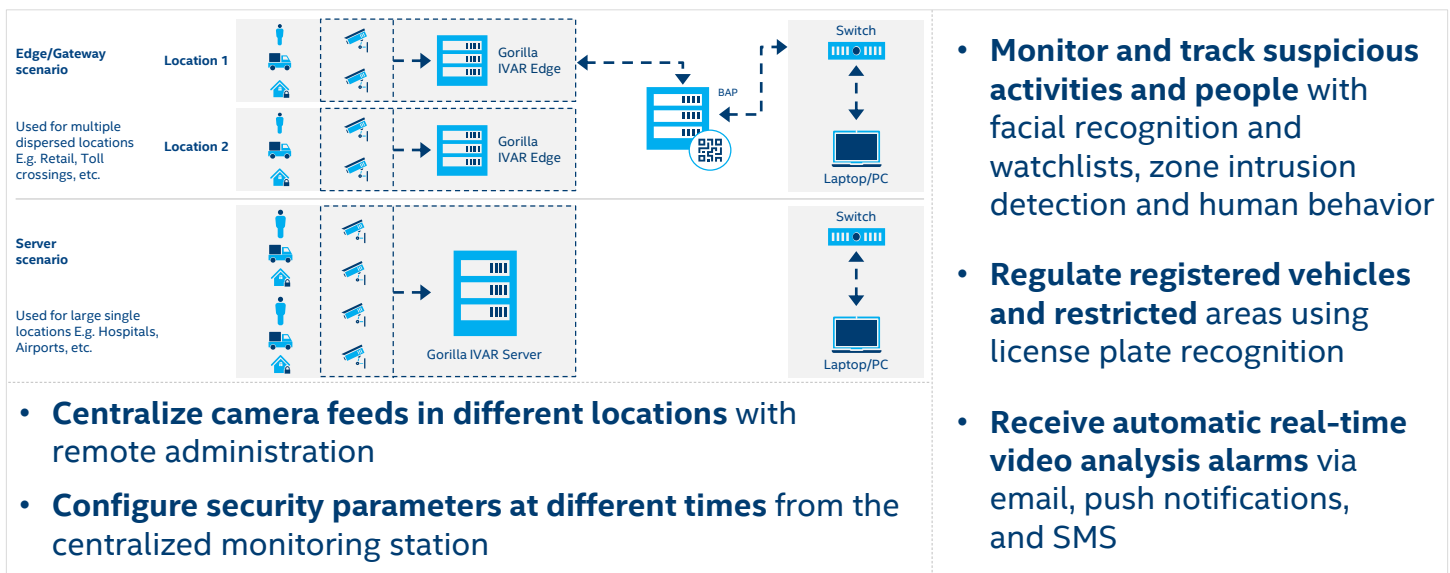 Edge/Gateway
scenario
Used for multiple
dispersed locations
E.g. Retail, Toll
crossings, etc.
Location 1
Gorilla
IVAR Edge
Location 2
Gorilla
IVAR Edge
BAP
Switch
Laptop/PC
Server
scenario
Used for large single
locations E.g. Hospitals,
Airports, etc.
Gorilla IVAR Server
Switch
Laptop/PC
• Centralize camera feeds in different locations with
remote administration
• Configure security parameters at different times from the
centralized monitoring station
• Monitor and track suspicious
activities and people with
facial recognition and
watchlists, zone intrusion
detection and human behavior
• Regulate registered vehicles
and restricted areas using
license plate recognition
• Receive automatic real-time
video analysis alarms via
email, push notifications,
and SMS